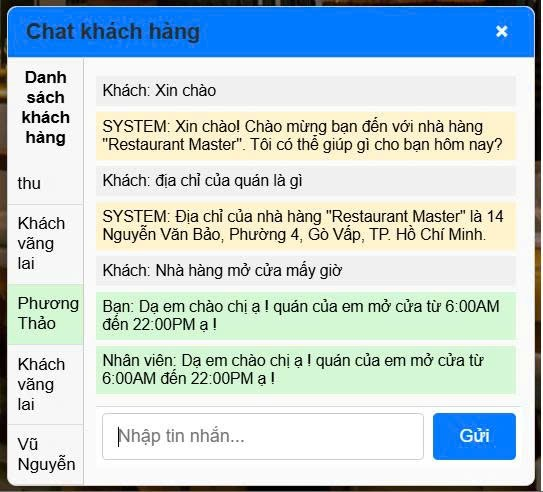 Chat khách hàng
×
Danh
sách
khách
hàng
thu
Khách
vãng
lai
Phương
Thảo
Khách
vãng
lai
Vũ
Nguyễn
Khách: Xin chào
SYSTEM: Xin chào! Chào mừng bạn đến với nhà hàng
"Restaurant Master". Tôi có thể giúp gì cho bạn hôm nay?
Khách: địa chỉ của quán là gì
SYSTEM: Địa chỉ của nhà hàng "Restaurant Master" là 14
Nguyễn Văn Bảo, Phường 4, Gò Vấp, TP. Hồ Chí Minh.
Khách: Nhà hàng mở cửa mấy giờ
Bạn: Dạ em chào chị ạ ! quán của em mở cửa từ 6:00AM
đến 22:00PM ạ !
Nhân viên: Dạ em chào chị ạ ! quán của em mở cửa từ
6:00AM đến 22:00PM ạ !
Nhập tin nhắn...
Gửi